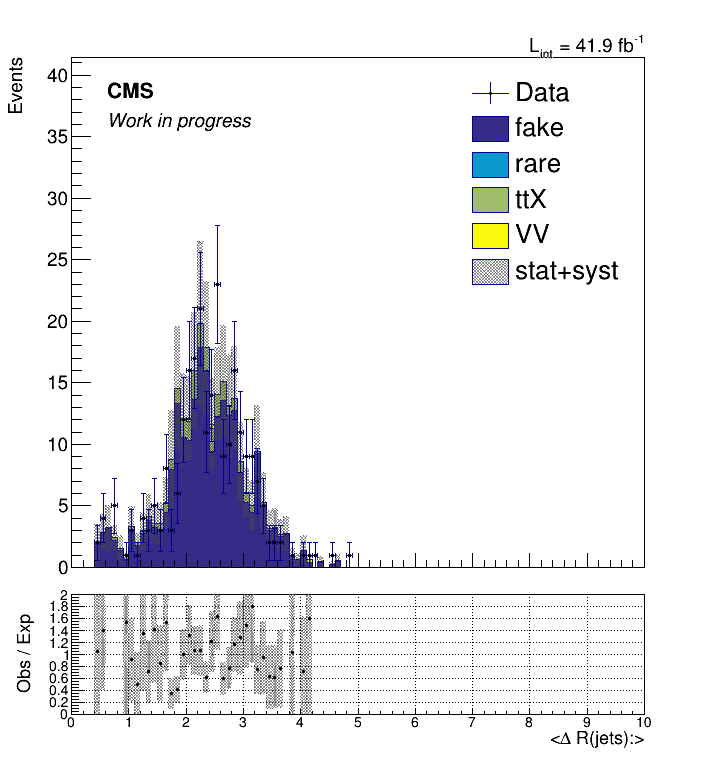 L_int = 41.9 fb^-1
Events
40
35
30
25
20
15
10
5
0
CMS
Work in progress
Data
fake
rare
ttX
VV
stat+syst
Obs / Exp
2
1.8
1.6
1.4
1.2
1
0.8
0.6
0.4
0.2
0
0 1 2 3 4 5 6 7 8 9 10
<Δ R(jets):>